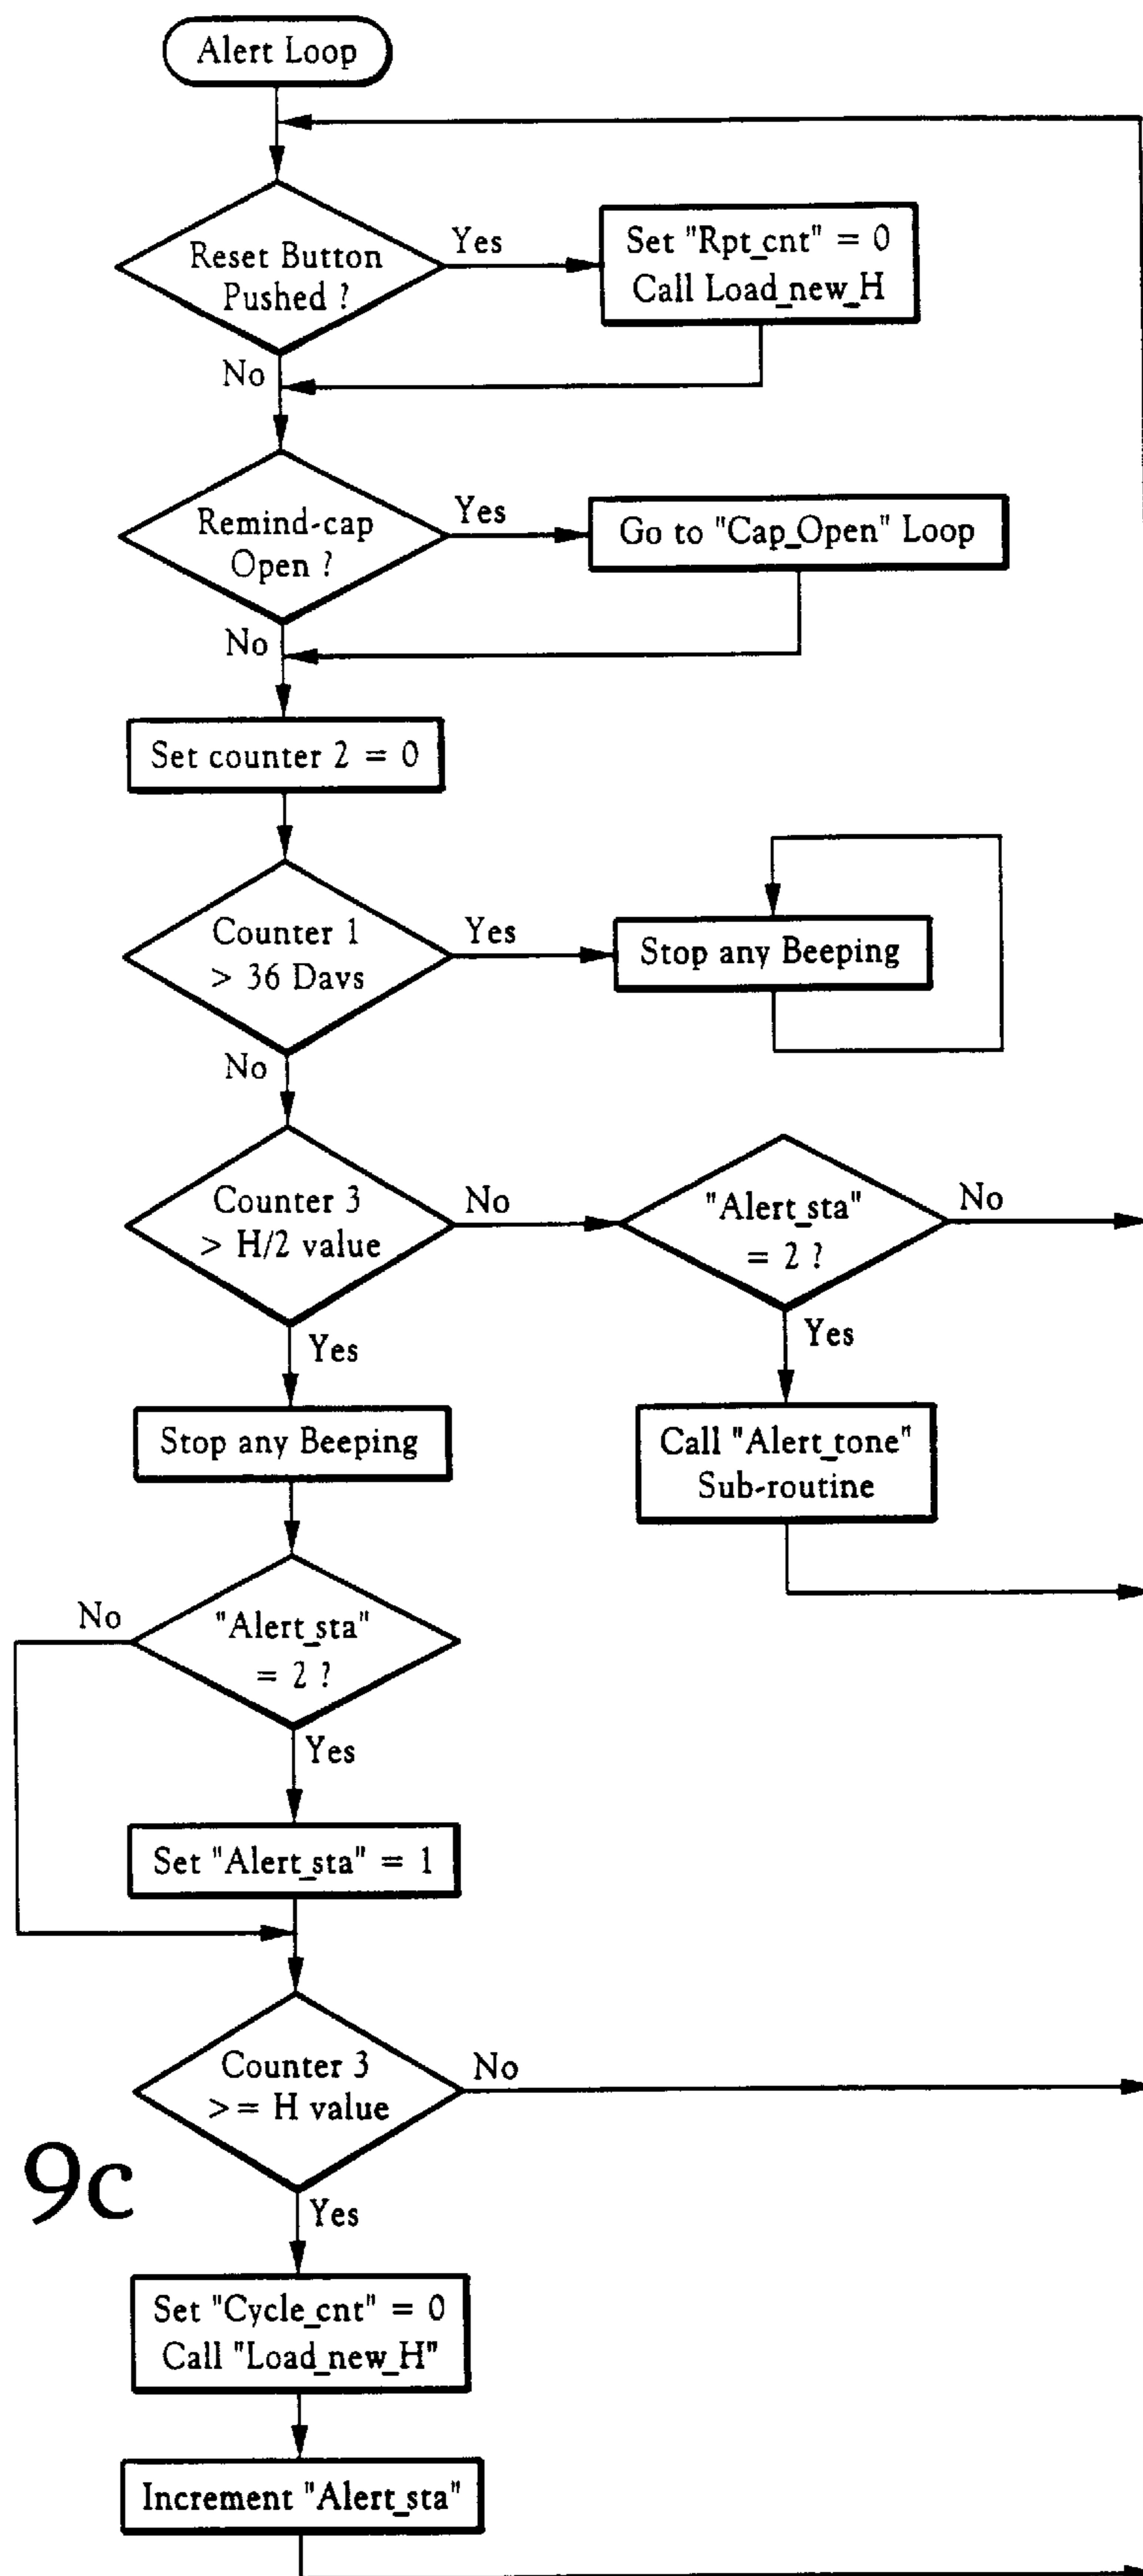 Alert Loop
Reset Button
Pushed ?
Yes
Set "Rpt_cnt" = 0
Call Load_new_H
No
Remind-cap
Open ?
Yes
Go to "Cap_Open" Loop
No
Set counter 2 = 0
Counter 1
> 36 Davs
Yes
Stop any Beeping
No
Counter 3
> H/2 value
No
"Alert_sta"
= 2 ?
No
Yes
Yes
Stop any Beeping
Call "Alert_tone"
Sub-routine
No
"Alert_sta"
= 2 ?
Yes
Set "Alert_sta" = 1
Counter 3
>= H value
No
9c
Yes
Set "Cycle_cnt" = 0
Call "Load_new_H"
Increment "Alert_sta"